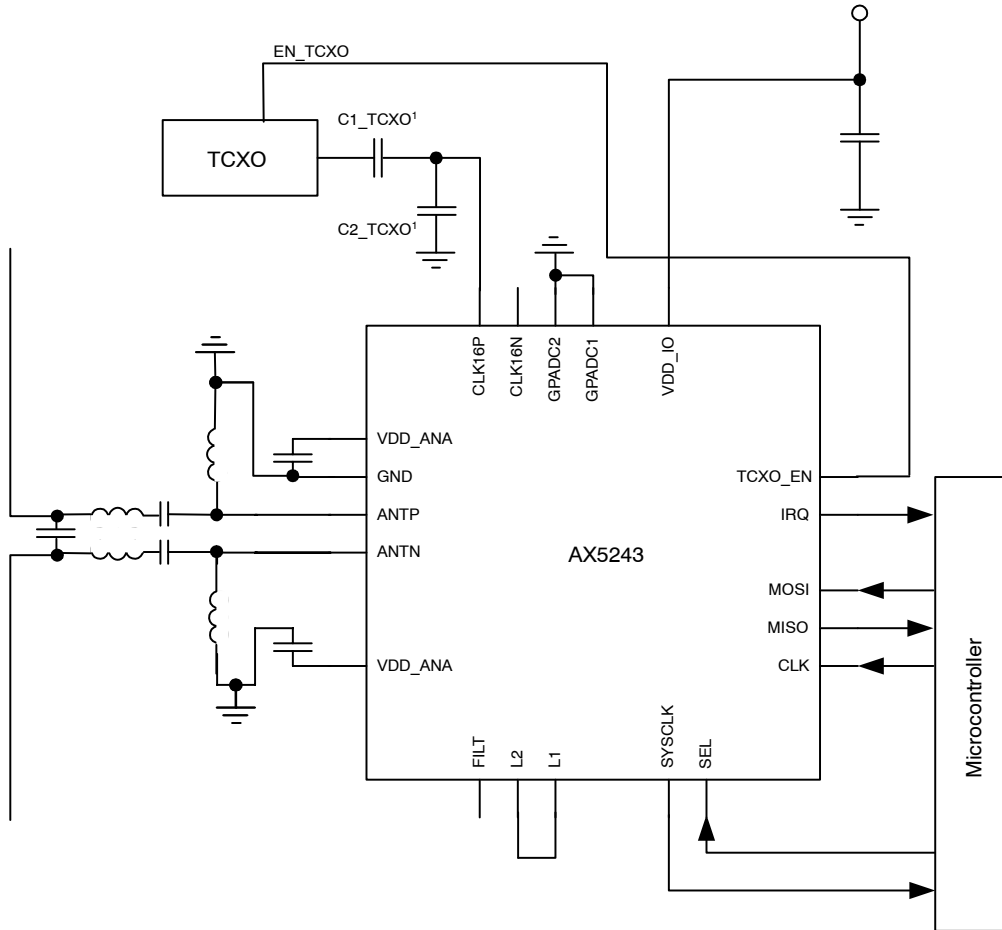 EN_TCXO
C1_TCXO¹
TCXO
C2_TCXO¹
CLK16P
CLK16N
GPADC2
GPADC1
VDD_IO
VDD_ANA
GND
TCXO_EN
ANTP
IRQ
ANTN
AX5243
MOSI
MISO
VDD_ANA
CLK
Microcontroller
FILT
L2
L1
SYSCLK
SEL